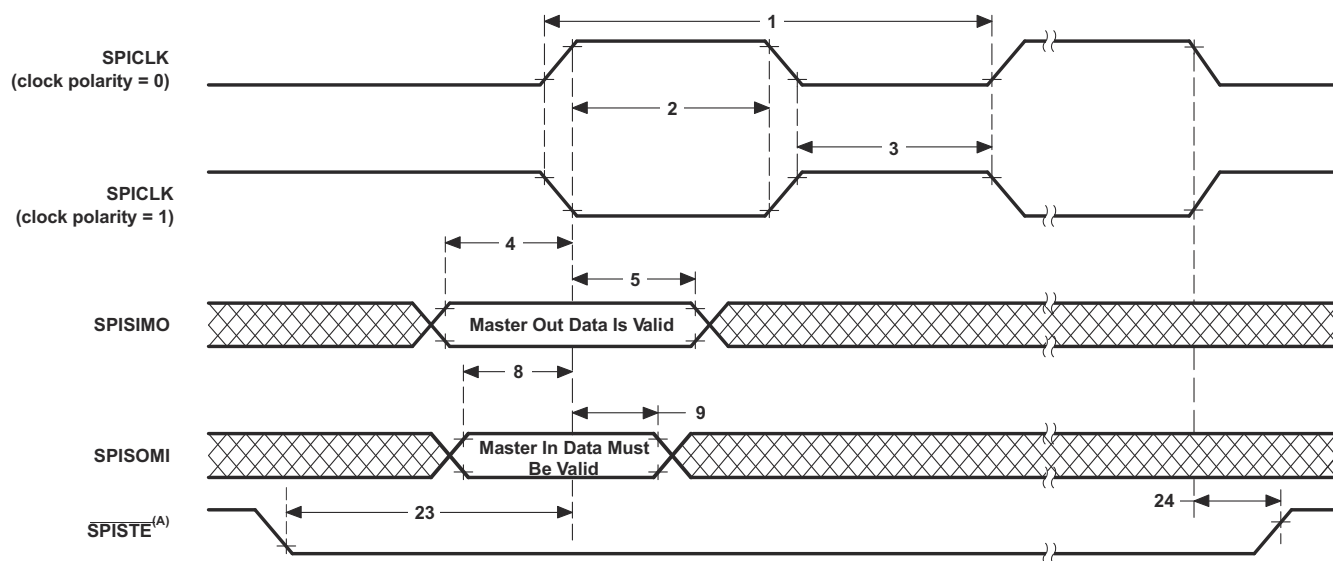 1
SPICLK
(clock polarity = 0)
2
3
SPICLK
(clock polarity = 1)
4
5
SPISIMO
Master Out Data Is Valid
8
9
SPISOMI
Master In Data Must
Be Valid
23
24
SPISTE(A)